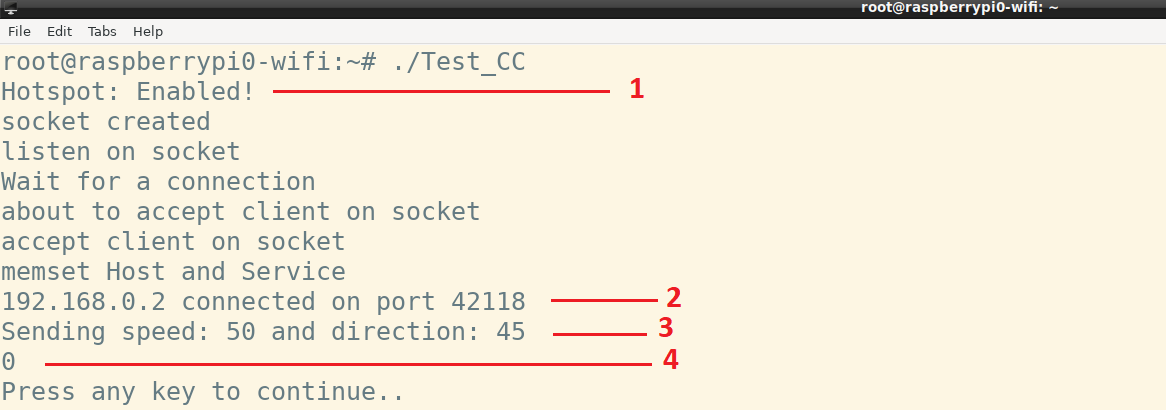 root@raspberrypi0-wifi: ~
File Edit Tabs Help
root@raspberrypi0-wifi:~# ./Test_CC
Hotspot: Enabled! 1
socket created
listen on socket
Wait for a connection
about to accept client on socket
accept client on socket
memset Host and Service
192.168.0.2 connected on port 42118 2
Sending speed: 50 and direction: 45 3
0 4
Press any key to continue..